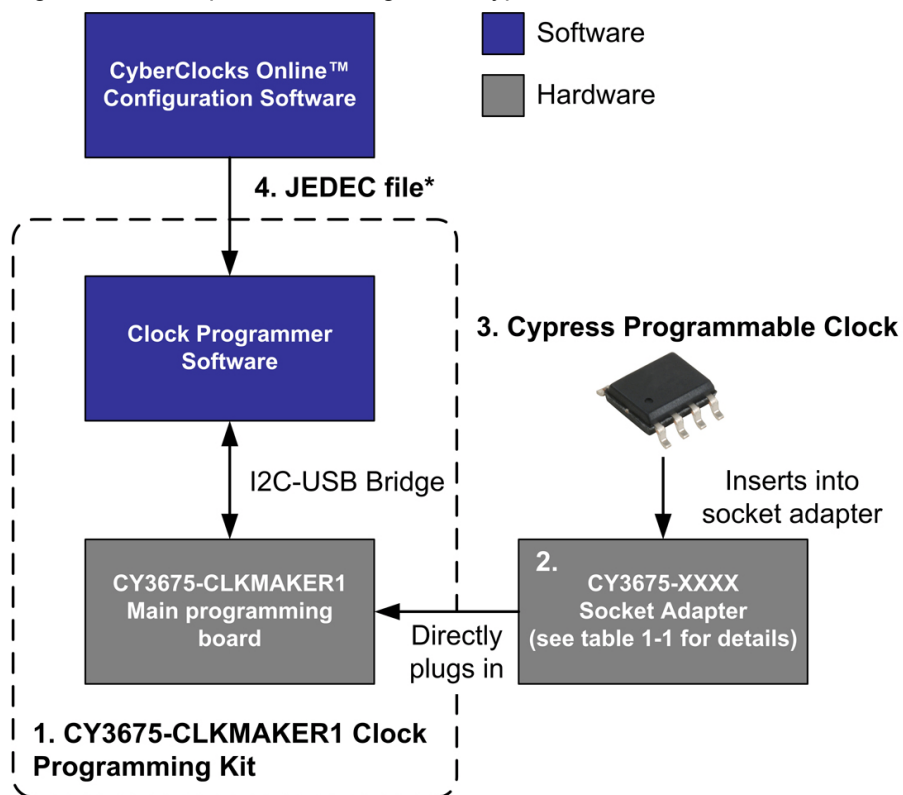 Software
Hardware
CyberClocks Online™
Configuration Software
4. JEDEC file*
Clock Programmer
Software
3. Cypress Programmable Clock
I2C-USB Bridge
Inserts into
socket adapter
CY3675-CLKMAKER1
Main programming
board
2.
CY3675-XXXX
Socket Adapter
(see table 1-1 for details)
Directly
plugs in
1. CY3675-CLKMAKER1 Clock
Programming Kit